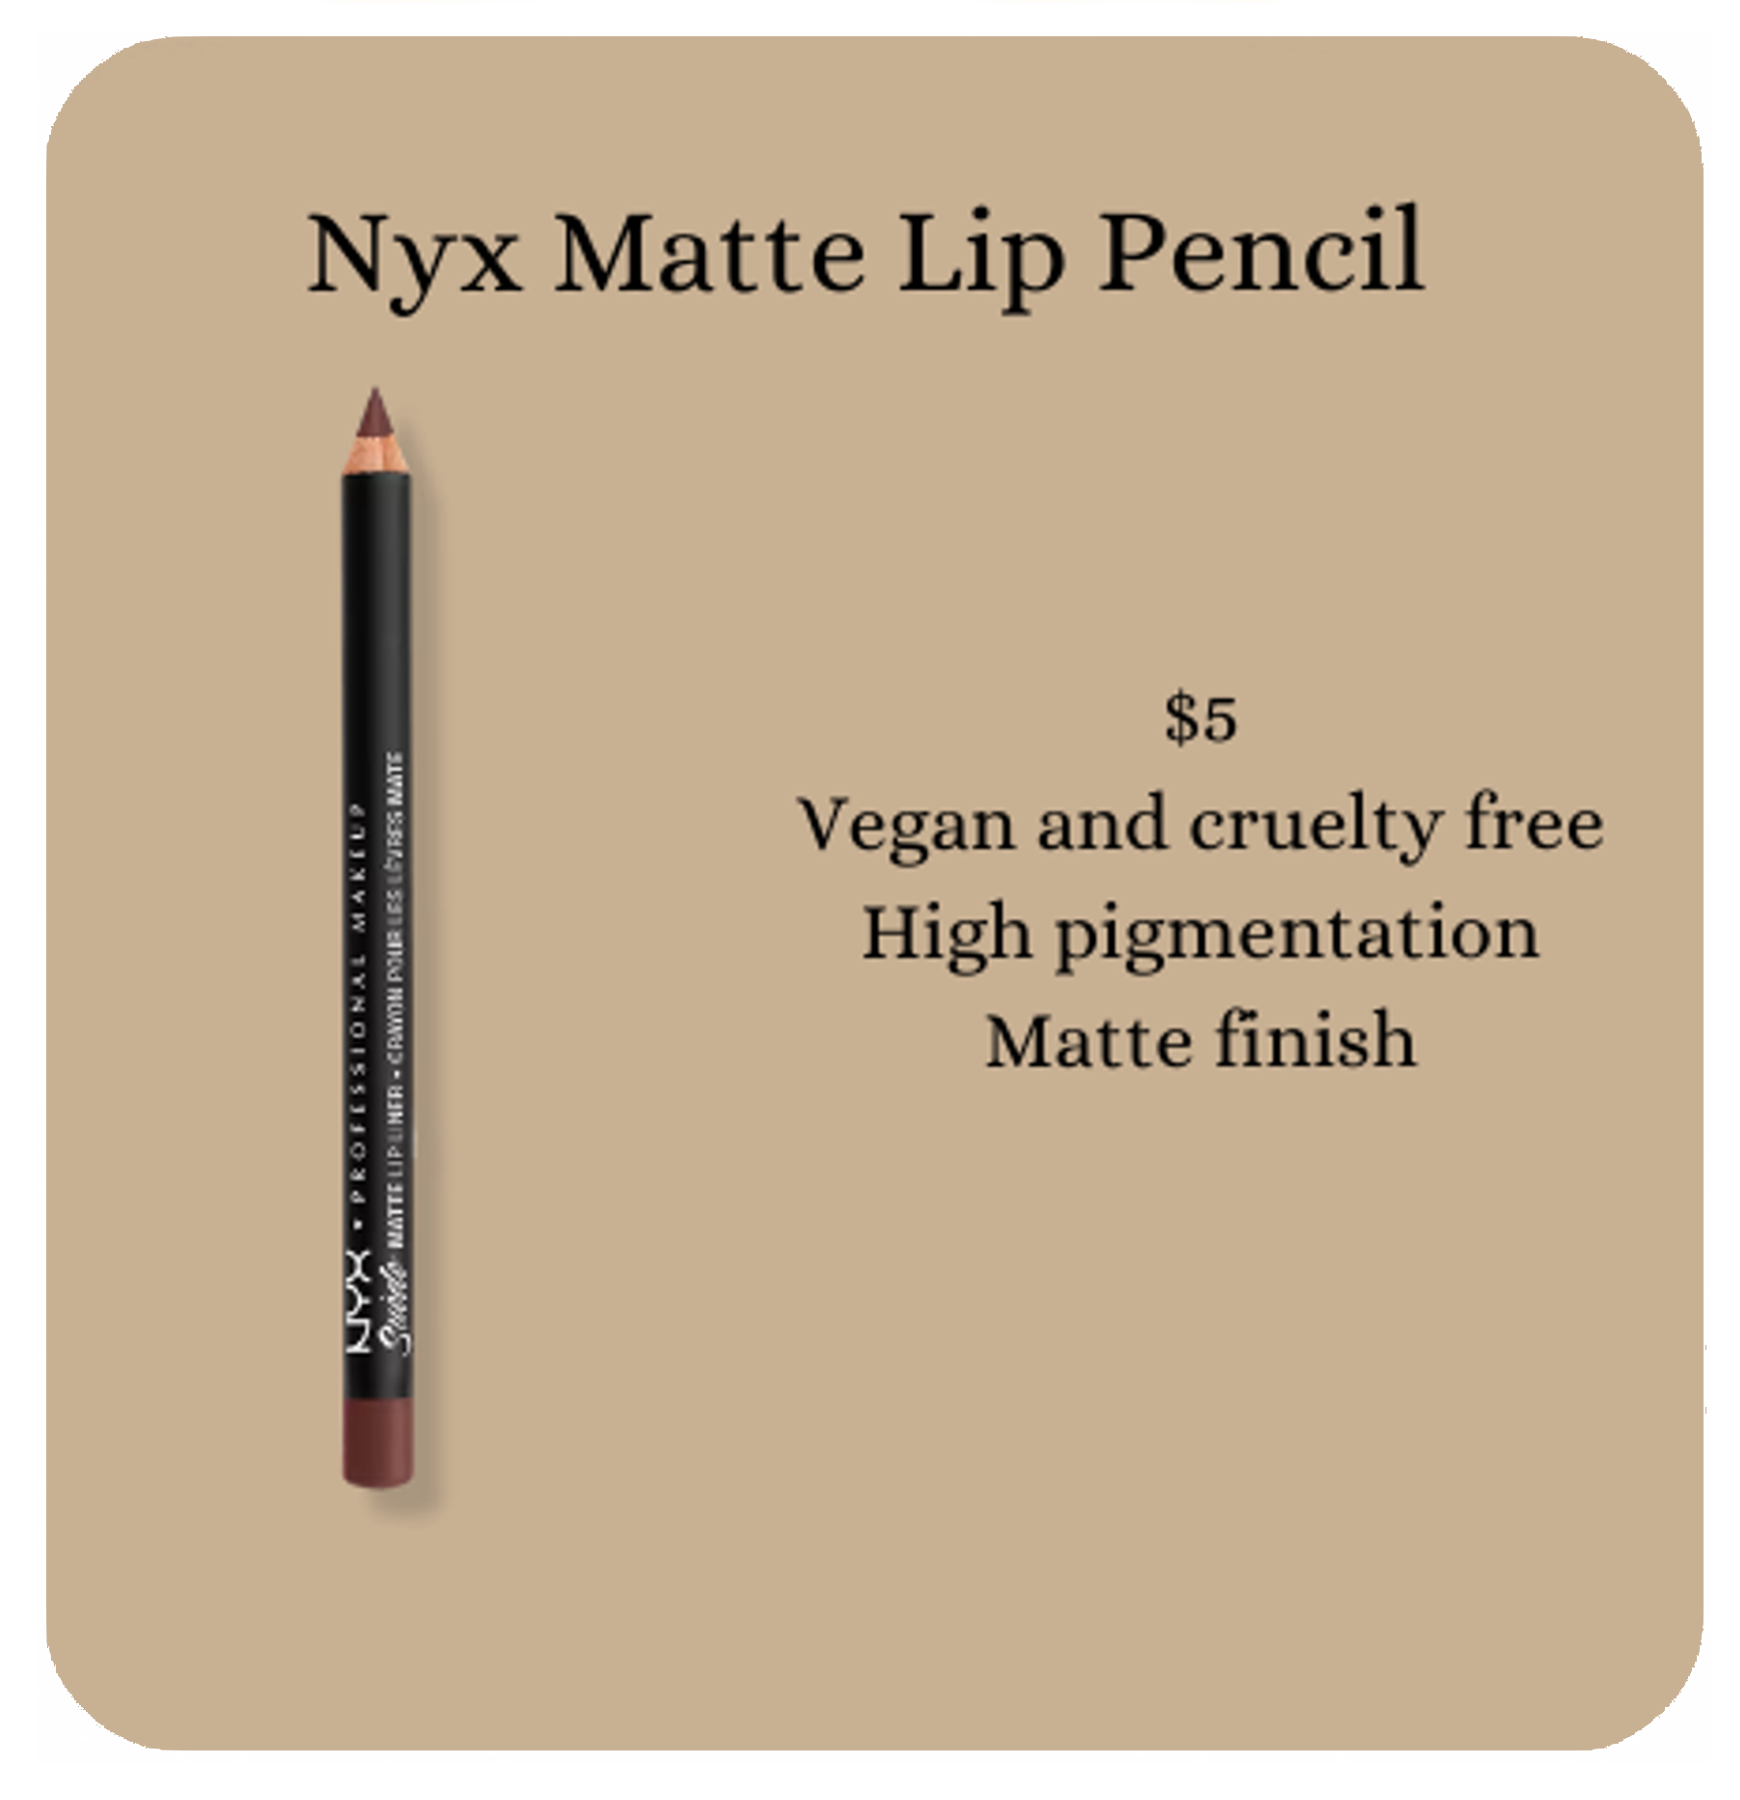 Nyx Matte Lip Pencil
$5
Vegan and cruelty free
High pigmentation
Matte finish
NYX • PROFESSIONAL MAKEUP
Suede MATTE LIP LINER • CRAYON POUR LES LÈVRES MATE